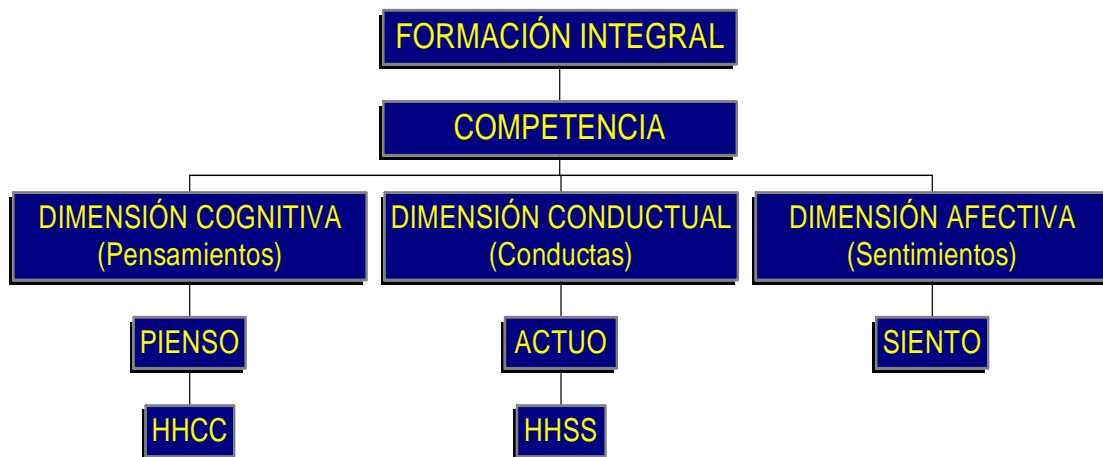 FORMACIÓN INTEGRAL
COMPETENCIA
DIMENSIÓN COGNITIVA
(Pensamientos)
DIMENSIÓN CONDUCTUAL
(Conductas)
DIMENSIÓN AFECTIVA
(Sentimientos)
PIENSO
ACTUO
SIENTO
HHCC
HHSS